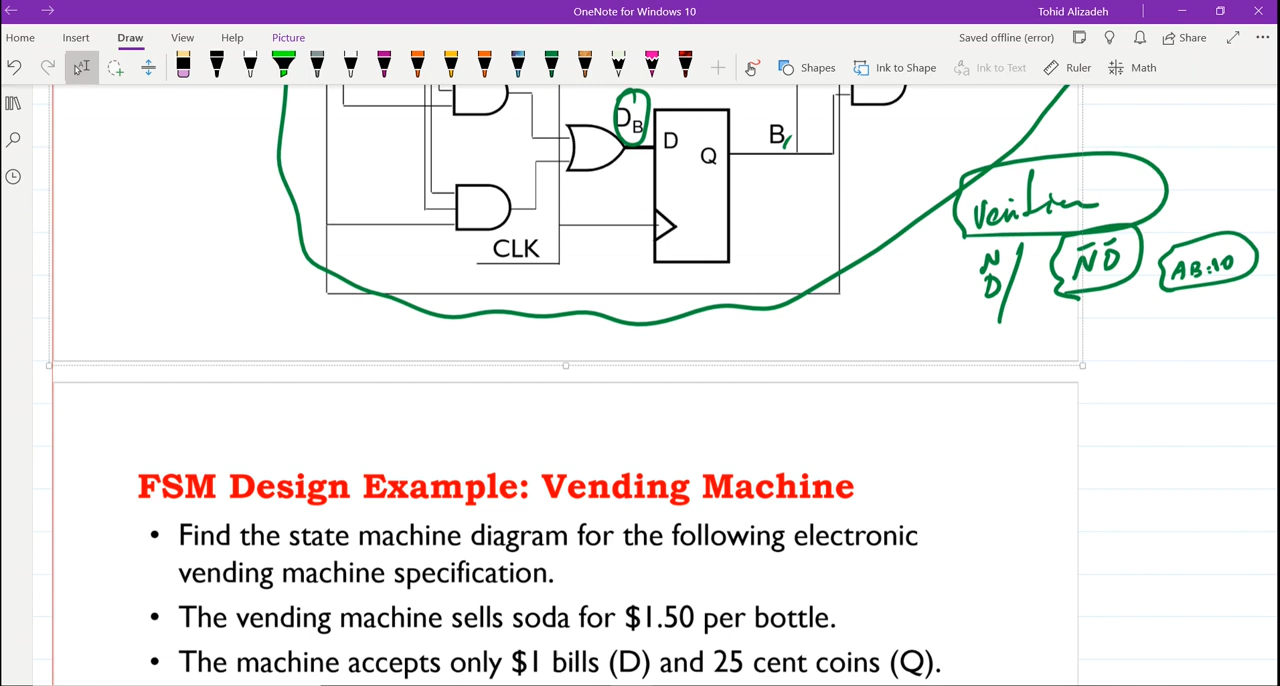 OneNote for Windows 10
Tohid Alizadeh
Home Insert Draw View Help Picture
Saved offline (error) Share
Shapes Ink to Shape Ink to Text Ruler Math
D_B
D
Q
B
CLK
N
D
N̄ D̄
AB:10
FSM Design Example: Vending Machine
• Find the state machine diagram for the following electronic
vending machine specification.
• The vending machine sells soda for $1.50 per bottle.
• The machine accepts only $1 bills (D) and 25 cent coins (Q).